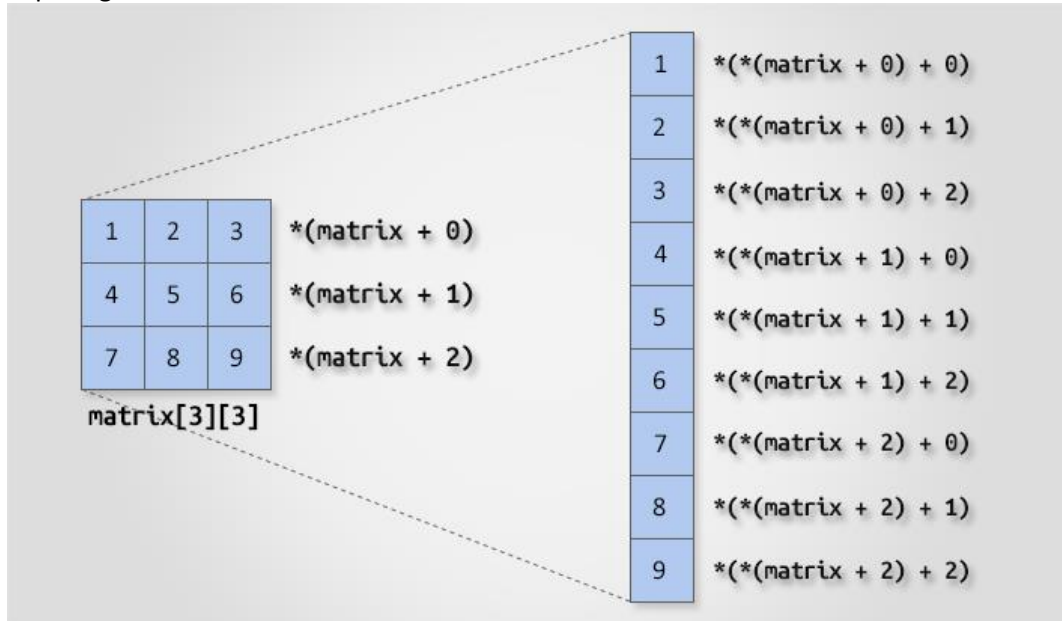 1 2 3 *(matrix + 0)
4 5 6 *(matrix + 1)
7 8 9 *(matrix + 2)
matrix[3][3]
1 *(*(matrix + 0) + 0)
2 *(*(matrix + 0) + 1)
3 *(*(matrix + 0) + 2)
4 *(*(matrix + 1) + 0)
5 *(*(matrix + 1) + 1)
6 *(*(matrix + 1) + 2)
7 *(*(matrix + 2) + 0)
8 *(*(matrix + 2) + 1)
9 *(*(matrix + 2) + 2)